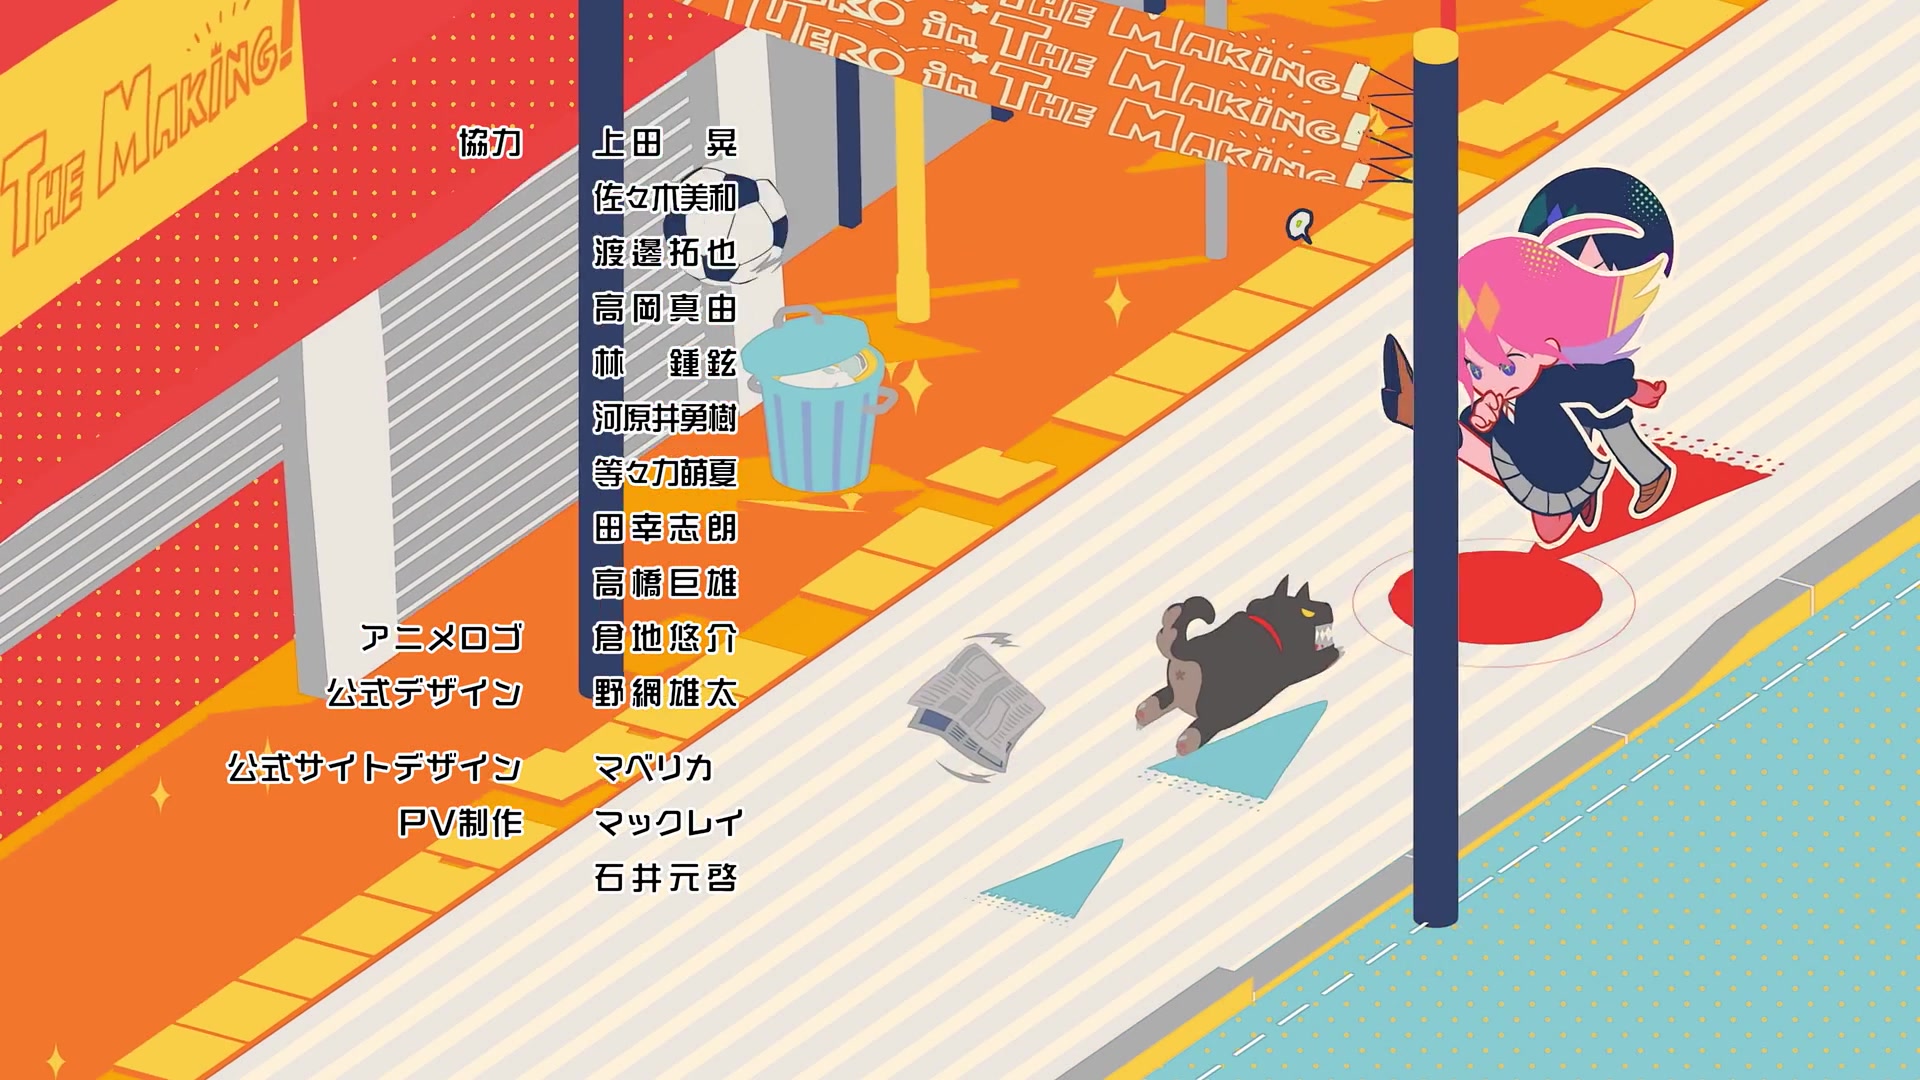 THE MAKING!
THE MAKING!
HERO in THE MAKING!
HERO in THE MAKING!
協力 上田 晃
佐々木美和
渡邊拓也
高岡真由
林 鍾鉉
河原井勇樹
等々力萌夏
田幸志朗
高橋巨雄
アニメロゴ 倉地悠介
公式デザイン 野網雄太
公式サイトデザイン マベリカ
PV制作 マックレイ
石井元啓